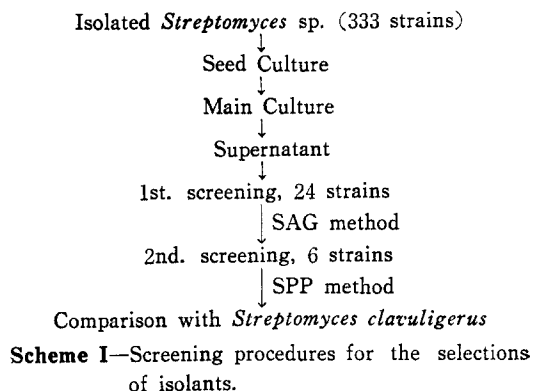 Isolated Streptomyces sp. (333 strains)
Seed Culture
Main Culture
Supernatant
1st. screening, 24 strains
SAG method
2nd. screening, 6 strains
SPP method
Comparison with Streptomyces clavuligerus
Scheme I—Screening procedures for the selections
of isolants.